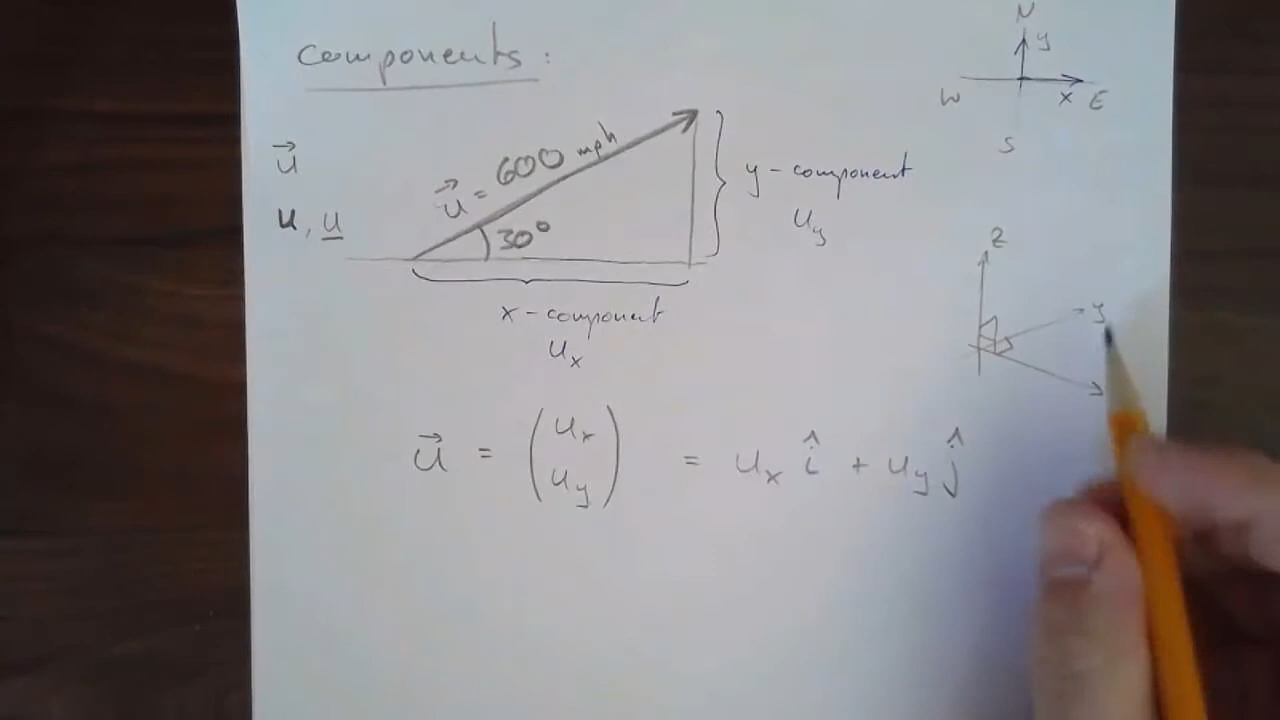 components :
N
y
W
x E
S
u⃗
u , u
u⃗ = 600 mph
30°
y - component
u_y
x - component
u_x
z
y
u⃗ = (u_x u_y) = u_x î + u_y ĵ